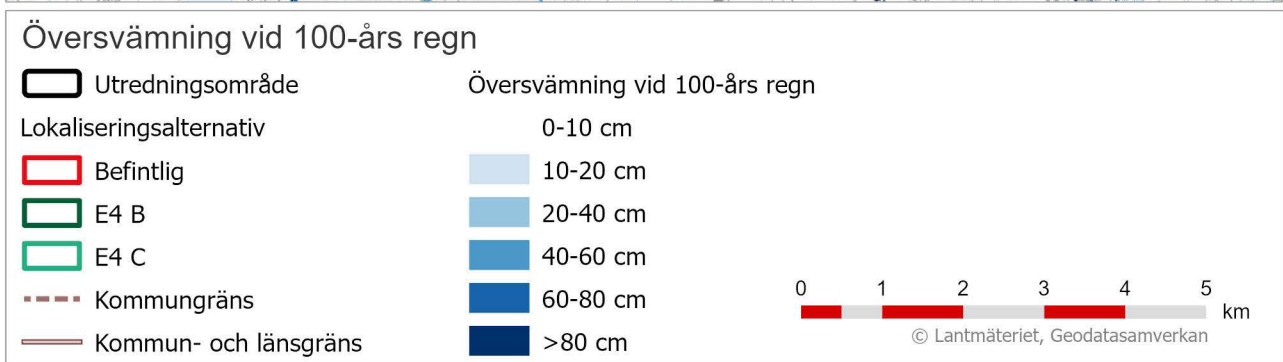 Översvämning vid 100-års regn
Utredningsområde
Lokaliseringsalternativ
Befintlig
E4 B
E4 C
Kommungräns
Kommun- och länsgräns
Översvämning vid 100-års regn
0-10 cm
10-20 cm
20-40 cm
40-60 cm
60-80 cm
>80 cm
0 1 2 3 4 5
km
© Lantmäteriet, Geodatasamverkan